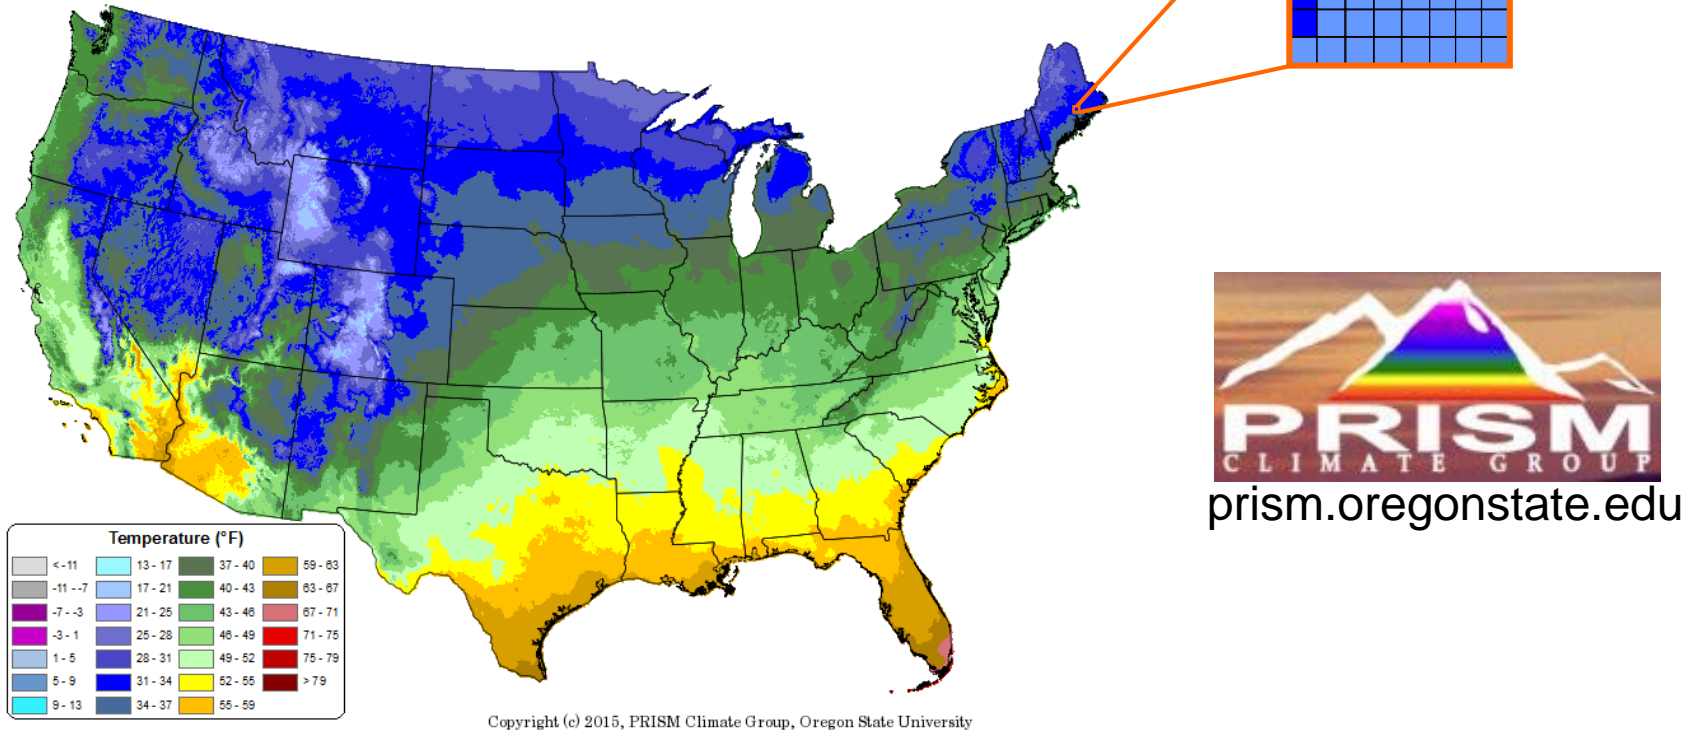 PRISM
CLIMATE GROUP
prism.oregonstate.edu
Temperature (°F)
< -11
13 - 17
37 - 40
59 - 63
-11 - -7
17 - 21
40 - 43
63 - 67
-7 - -3
21 - 25
43 - 46
67 - 71
-3 - 1
25 - 28
46 - 49
71 - 75
1 - 5
28 - 31
49 - 52
75 - 79
5 - 9
31 - 34
52 - 55
> 79
9 - 13
34 - 37
55 - 59
Copyright (c) 2015, PRISM Climate Group, Oregon State University